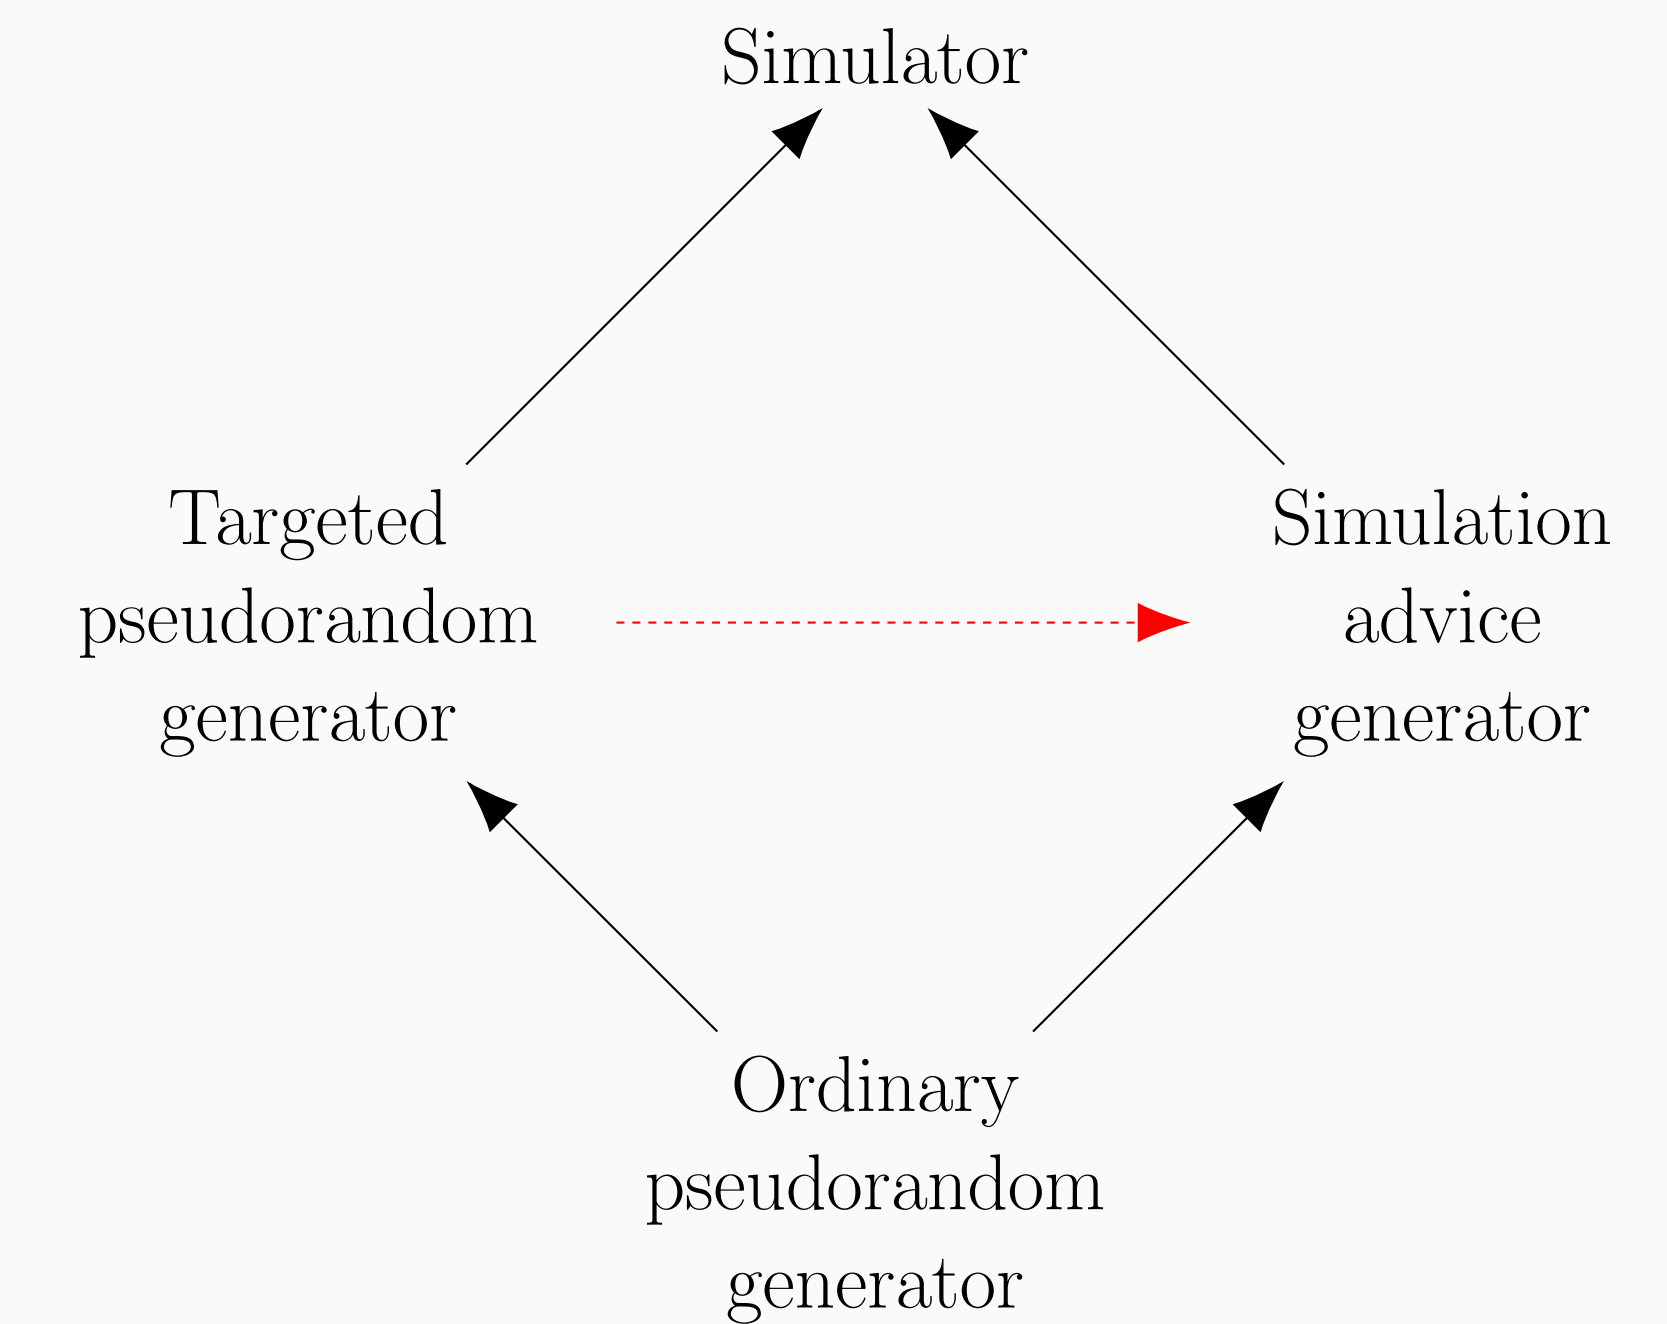 Simulator
Targeted
pseudorandom
generator
Simulation
advice
generator
Ordinary
pseudorandom
generator